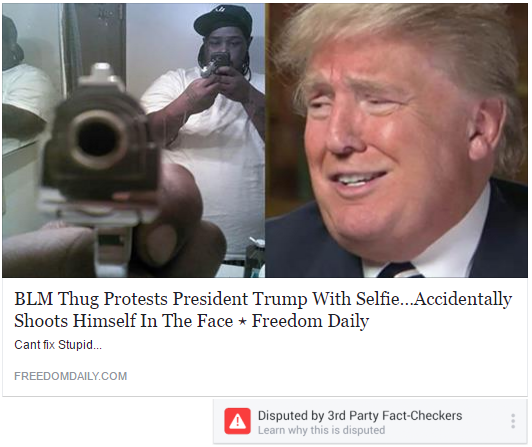 BLM Thug Protests President Trump With Selfie...Accidentally
Shoots Himself In The Face ⋆ Freedom Daily
Cant fix Stupid...
FREEDOMDAILY.COM
Disputed by 3rd Party Fact-Checkers
Learn why this is disputed